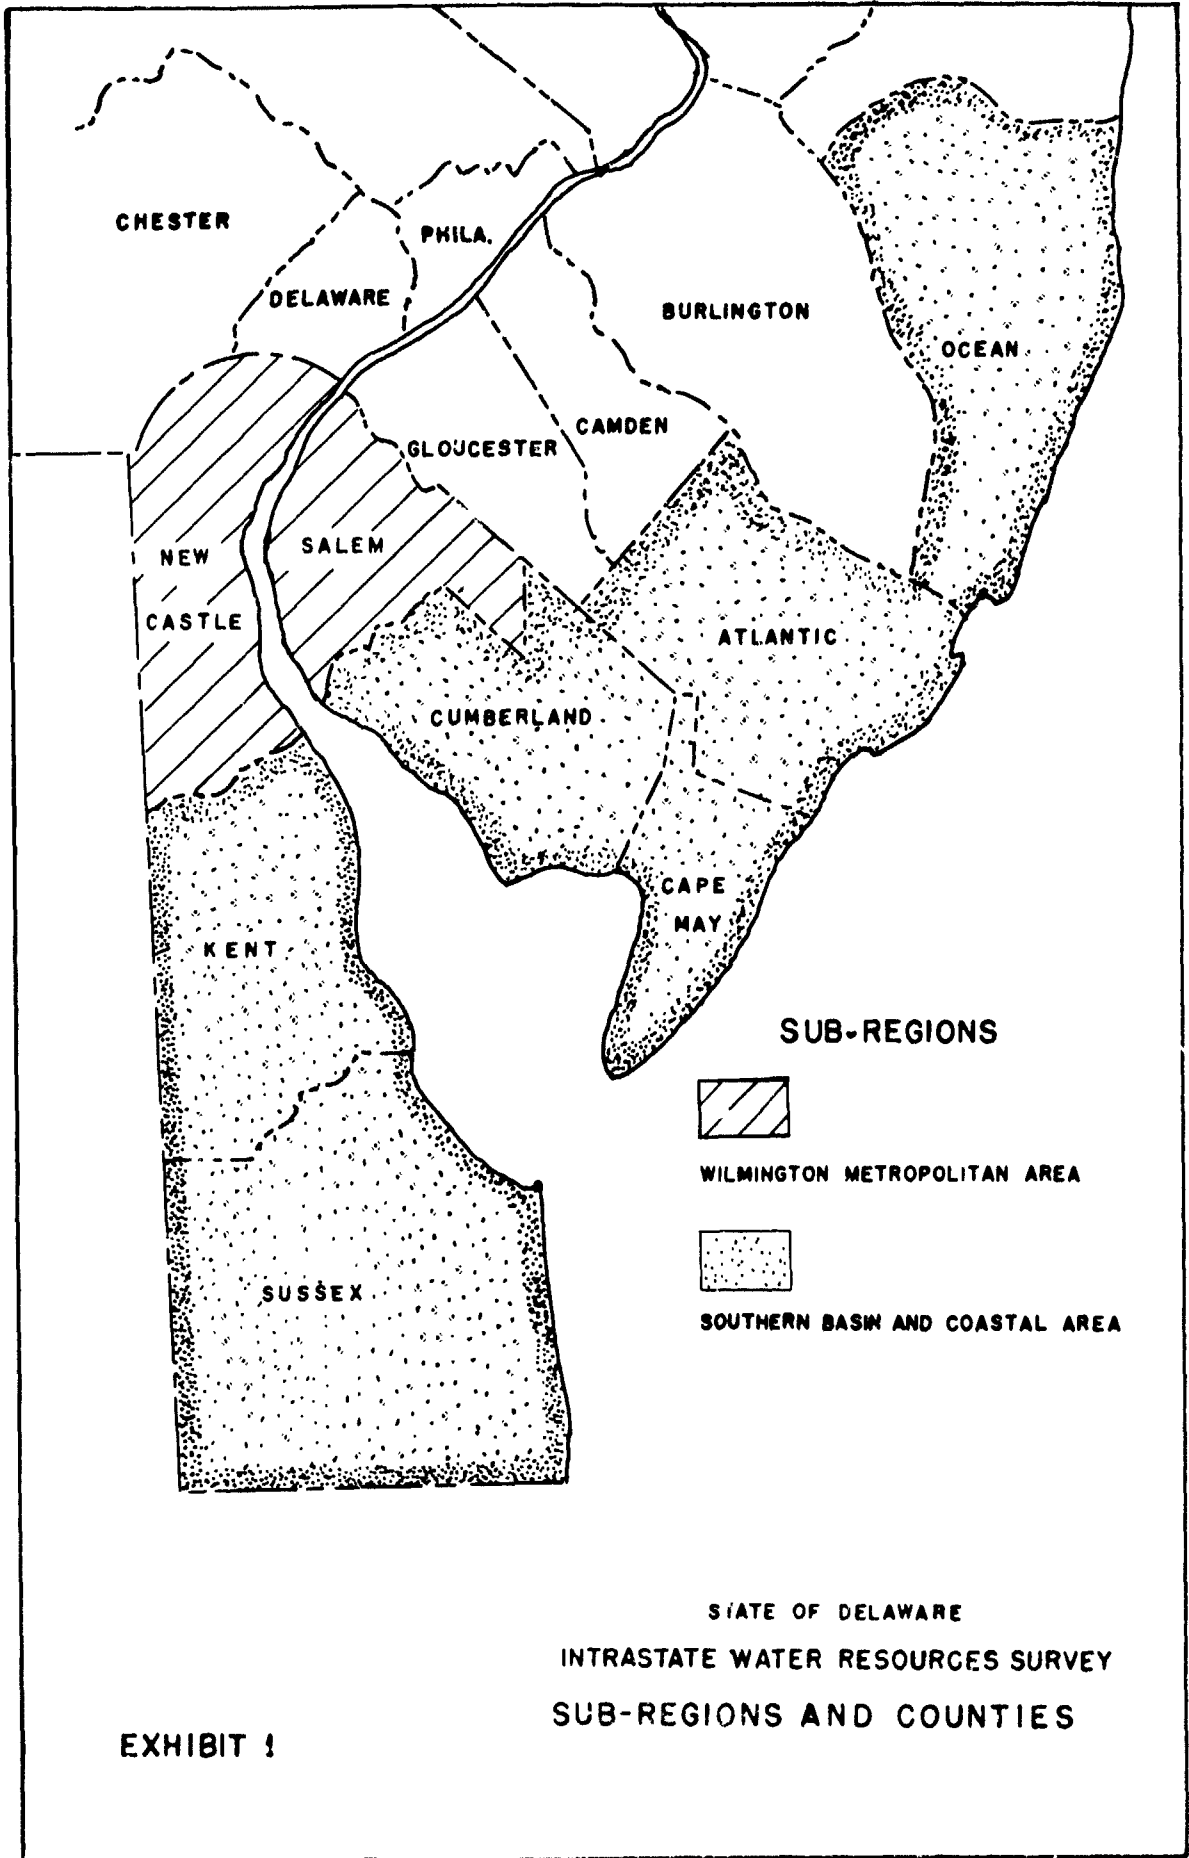 CHESTER
PHILA.
DELAWARE
BURLINGTON
OCEAN
CAMDEN
GLOUCESTER
NEW
CASTLE
SALEM
ATLANTIC
CUMBERLAND
CAPE
MAY
KENT
SUSSEX
SUB-REGIONS
WILMINGTON METROPOLITAN AREA
SOUTHERN BASIN AND COASTAL AREA
STATE OF DELAWARE
INTRASTATE WATER RESOURCES SURVEY
SUB-REGIONS AND COUNTIES
EXHIBIT 1